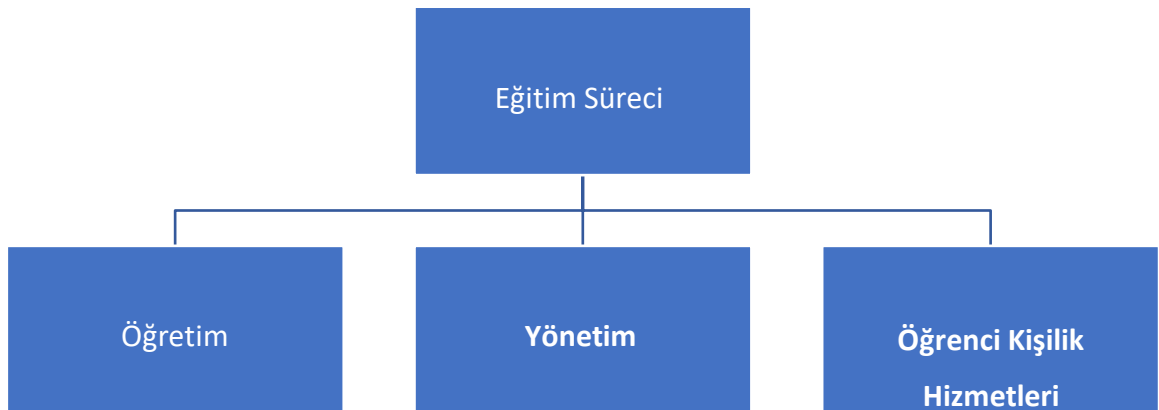 Eğitim Süreci
Öğretim
Yönetim
Öğrenci Kişilik
Hizmetleri